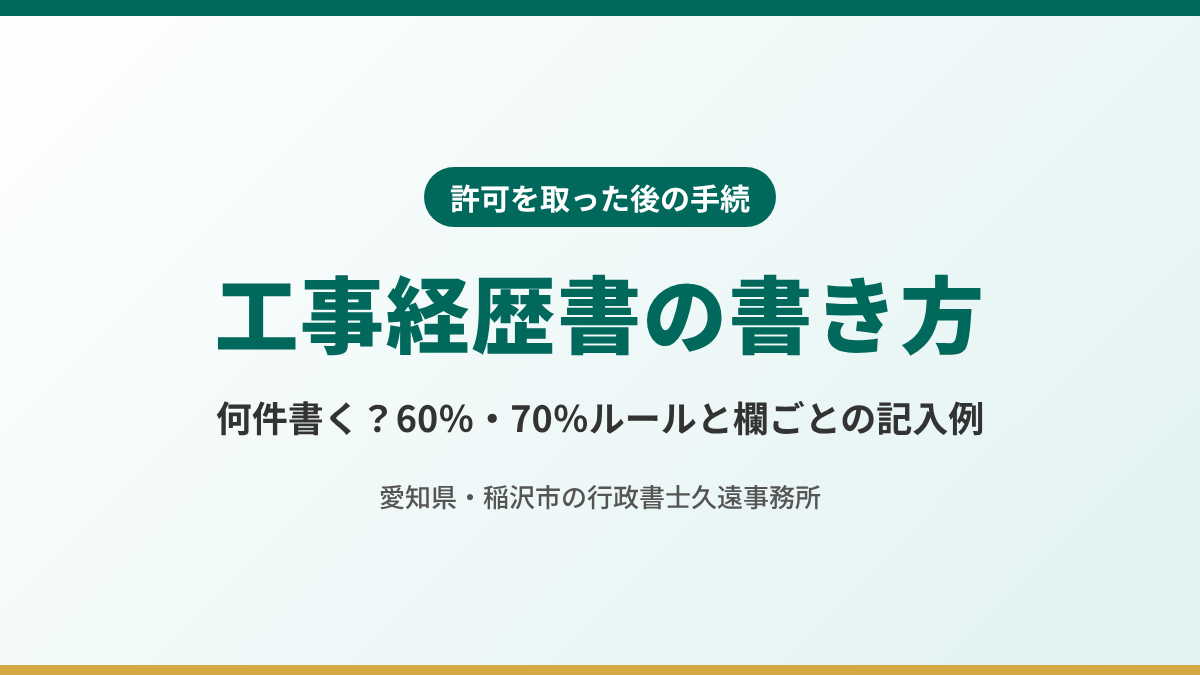 許可を取った後の手続
工事経歴書の書き方
何件書く？60%・70%ルールと欄ごとの記入例
愛知県・稲沢市の行政書士久遠事務所